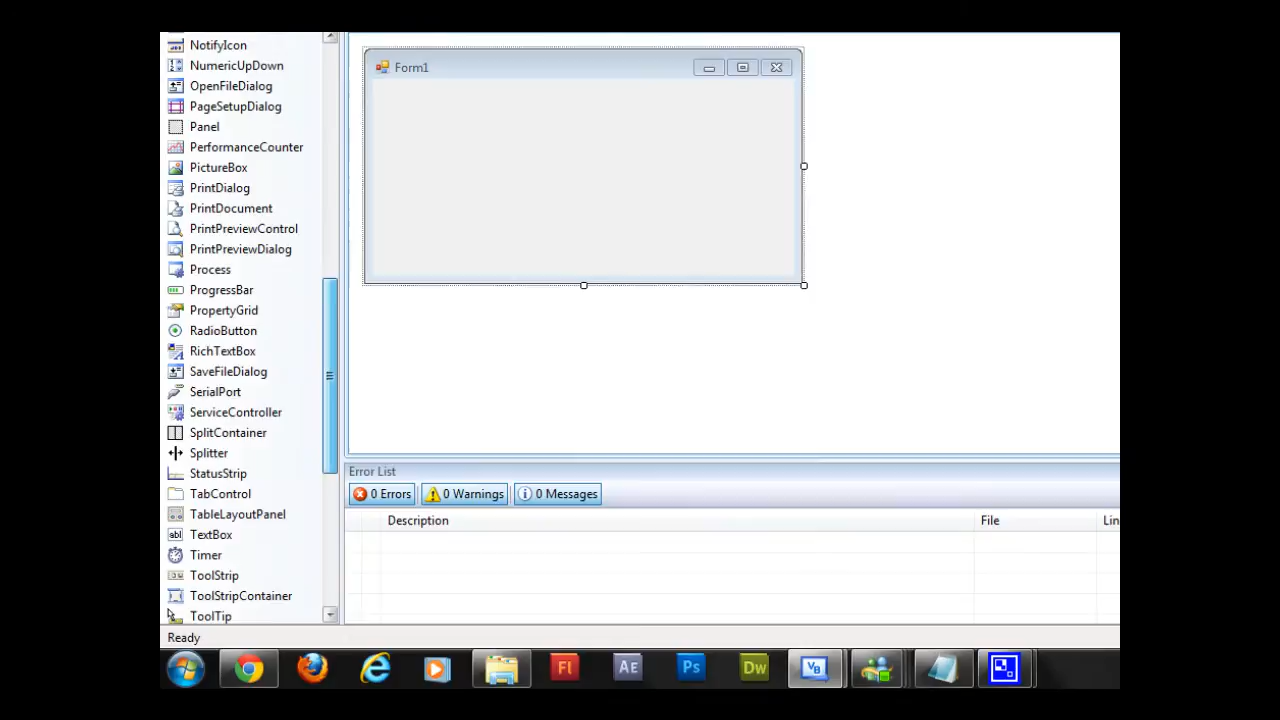 NotifyIcon
NumericUpDown
OpenFileDialog
PageSetupDialog
Panel
PerformanceCounter
PictureBox
PrintDialog
PrintDocument
PrintPreviewControl
PrintPreviewDialog
Process
ProgressBar
PropertyGrid
RadioButton
RichTextBox
SaveFileDialog
SerialPort
ServiceController
SplitContainer
Splitter
StatusStrip
TabControl
TableLayoutPanel
abl TextBox
Timer
ToolStrip
ToolStripContainer
ToolTip
Form1
Error List
0 Errors
0 Warnings
0 Messages
Description
File
Lin
Ready
Fl
AE
Ps
Dw
VB